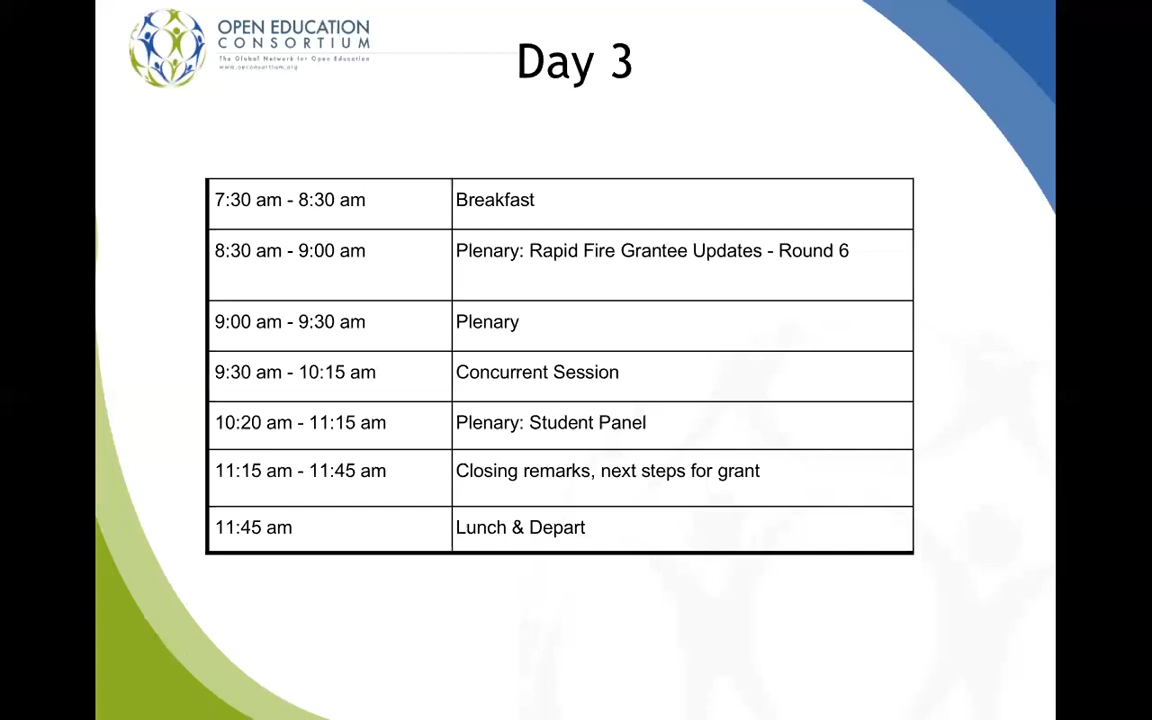 OPEN EDUCATION
CONSORTIUM
The Global Network for Open Education
www.oeconsortium.org
Day 3
7:30 am - 8:30 am Breakfast
8:30 am - 9:00 am Plenary: Rapid Fire Grantee Updates - Round 6
9:00 am - 9:30 am Plenary
9:30 am - 10:15 am Concurrent Session
10:20 am - 11:15 am Plenary: Student Panel
11:15 am - 11:45 am Closing remarks, next steps for grant
11:45 am Lunch & Depart